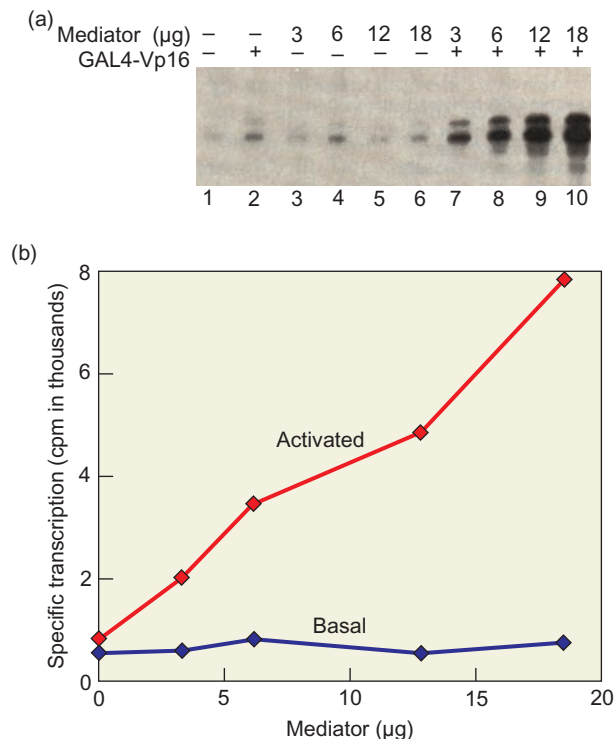 (a)
Mediator (µg) – – 3 6 12 18 3 6 12 18
GAL4-Vp16 – + – – – – + + + +
1 2 3 4 5 6 7 8 9 10
(b)
8
6
4
2
0
Specific transcription (cpm in thousands)
Activated
Basal
0 5 10 15 20
Mediator (µg)